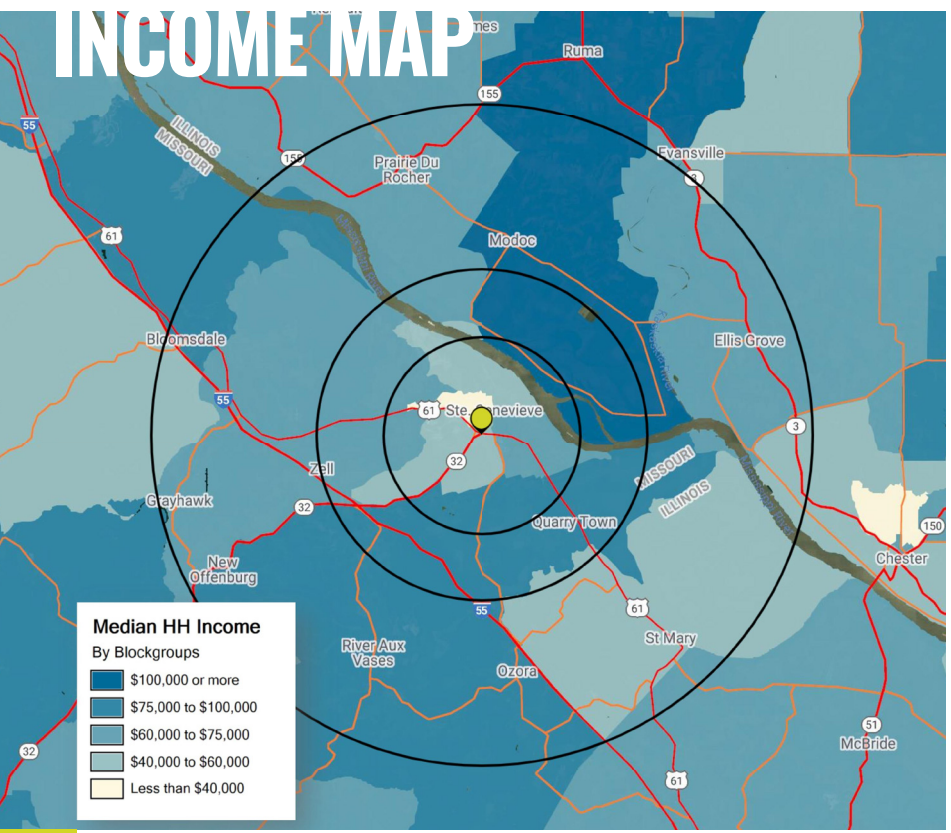 INCOME MAP
Ruma
155
55
ILLINOIS
MISSOURI
155
Prairie Du
Rocher
Evansville
3
61
Modoc
Bloomsdale
Ellis Grove
55
61
Ste. Genevieve
3
32
Zell
MISSOURI
ILLINOIS
Grayhawk
32
Quarry Town
150
Chester
New
Offenburg
55
61
St Mary
River Aux
Vases
Ozora
51
McBride
32
61
Median HH Income
By Blockgroups
$100,000 or more
$75,000 to $100,000
$60,000 to $75,000
$40,000 to $60,000
Less than $40,000